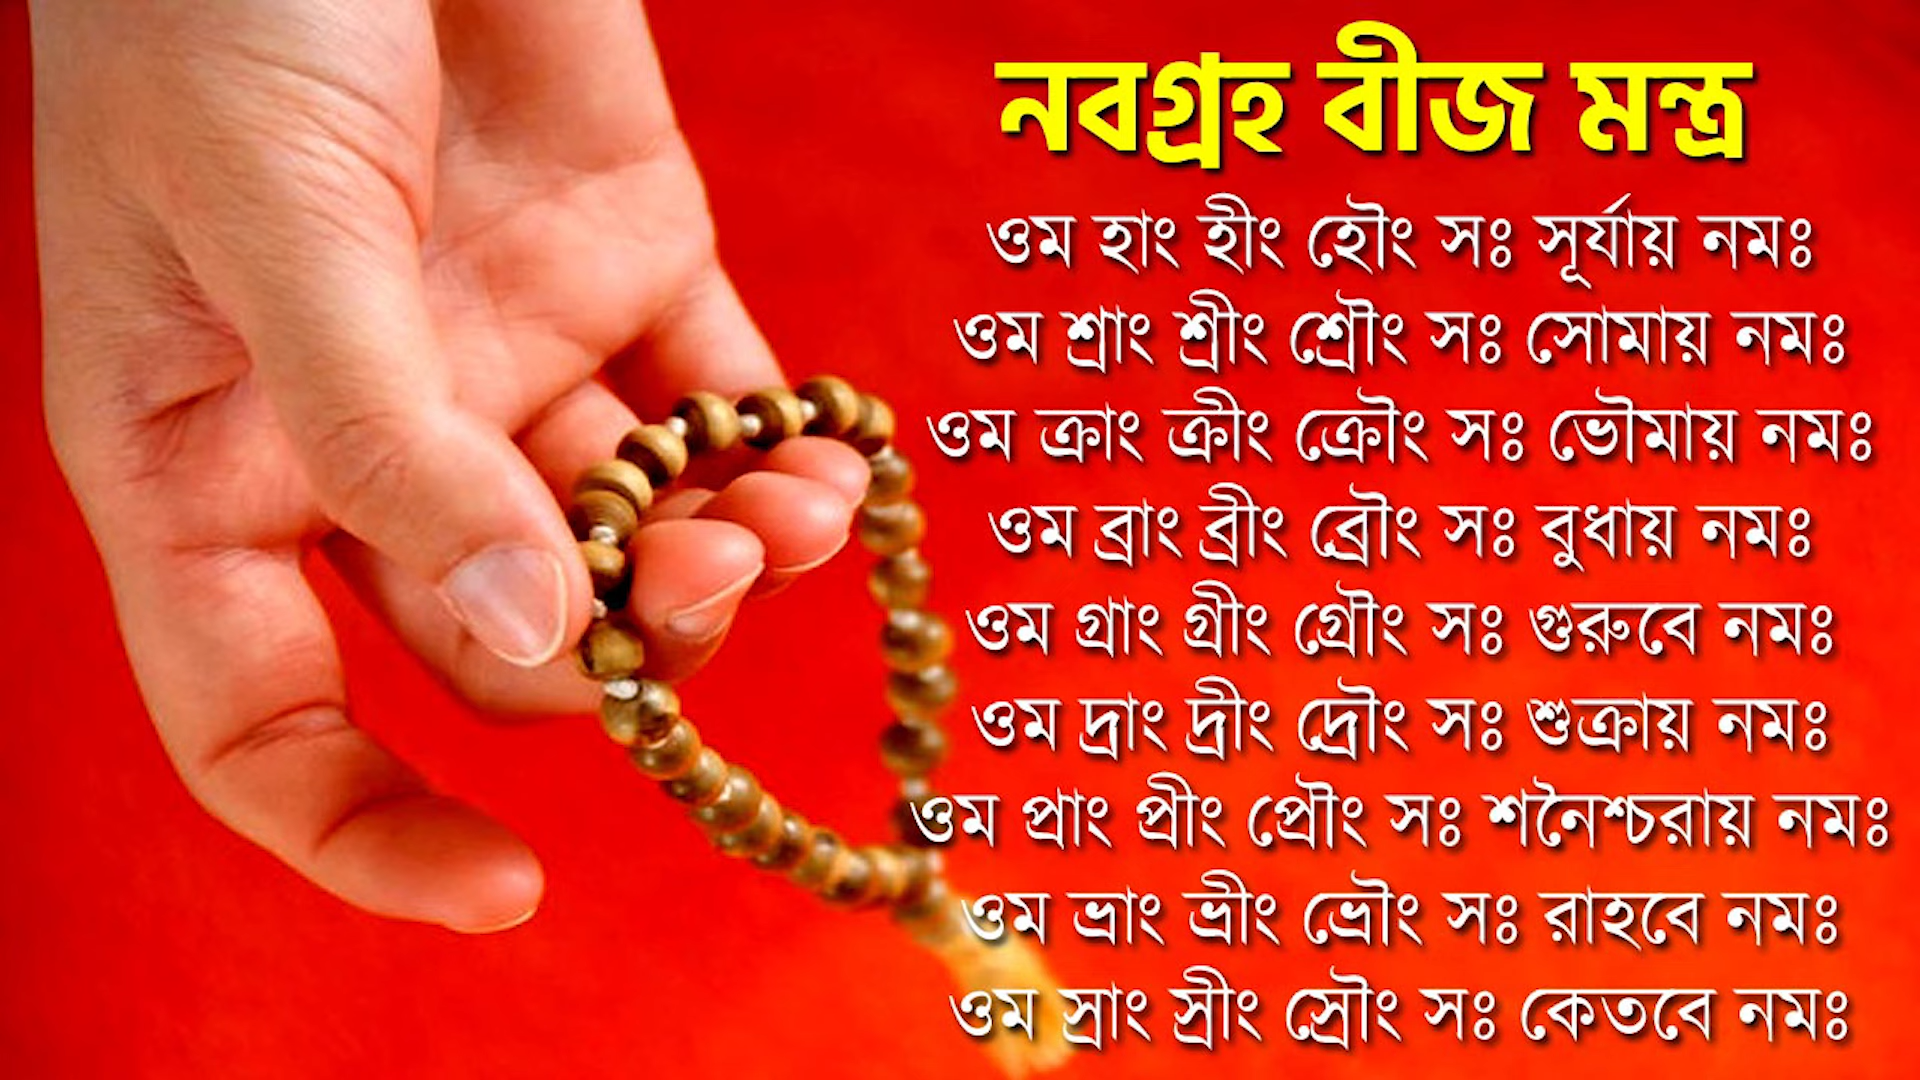 নবগ্রহ বীজ মন্ত্র
ওম হাং হীং হৌং সঃ সূর্যায় নমঃ
ওম শ্রাং শ্রীং শ্রৌং সঃ সোমায় নমঃ
ওম ক্রাং ক্রীং ক্রৌং সঃ ভৌমায় নমঃ
ওম ব্রাং ব্রীং ব্রৌং সঃ বুধায় নমঃ
ওম গ্রাং গ্রীং গ্রৌং সঃ গুরুবে নমঃ
ওম দ্রাং দ্রীং দ্রৌং সঃ শুক্রায় নমঃ
ওম প্রাং প্রীং প্রৌং সঃ শনৈশ্চরায় নমঃ
ওম ভ্রাং ভ্রীং ভ্রৌং সঃ রাহবে নমঃ
ওম স্রাং স্রীং স্রৌং সঃ কেতবে নমঃ